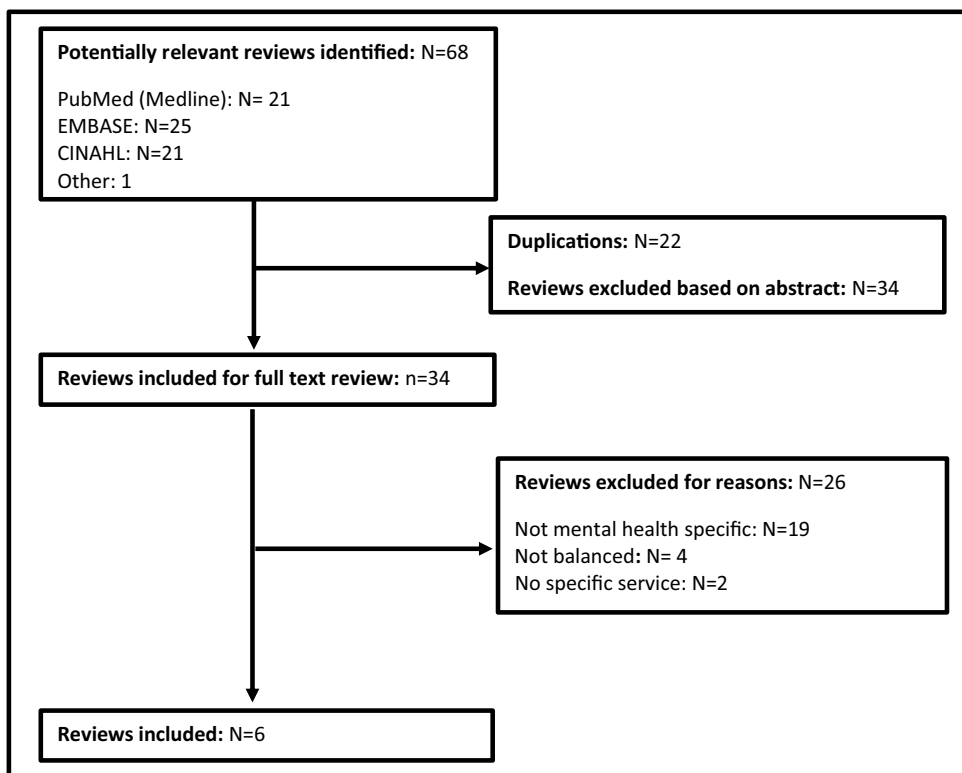 Potentially relevant reviews identified: N=68
PubMed (Medline): N= 21
EMBASE: N=25
CINAHL: N=21
Other: 1
Duplications: N=22
Reviews excluded based on abstract: N=34
Reviews included for full text review: n=34
Reviews excluded for reasons: N=26
Not mental health specific: N=19
Not balanced: N= 4
No specific service: N=2
Reviews included: N=6